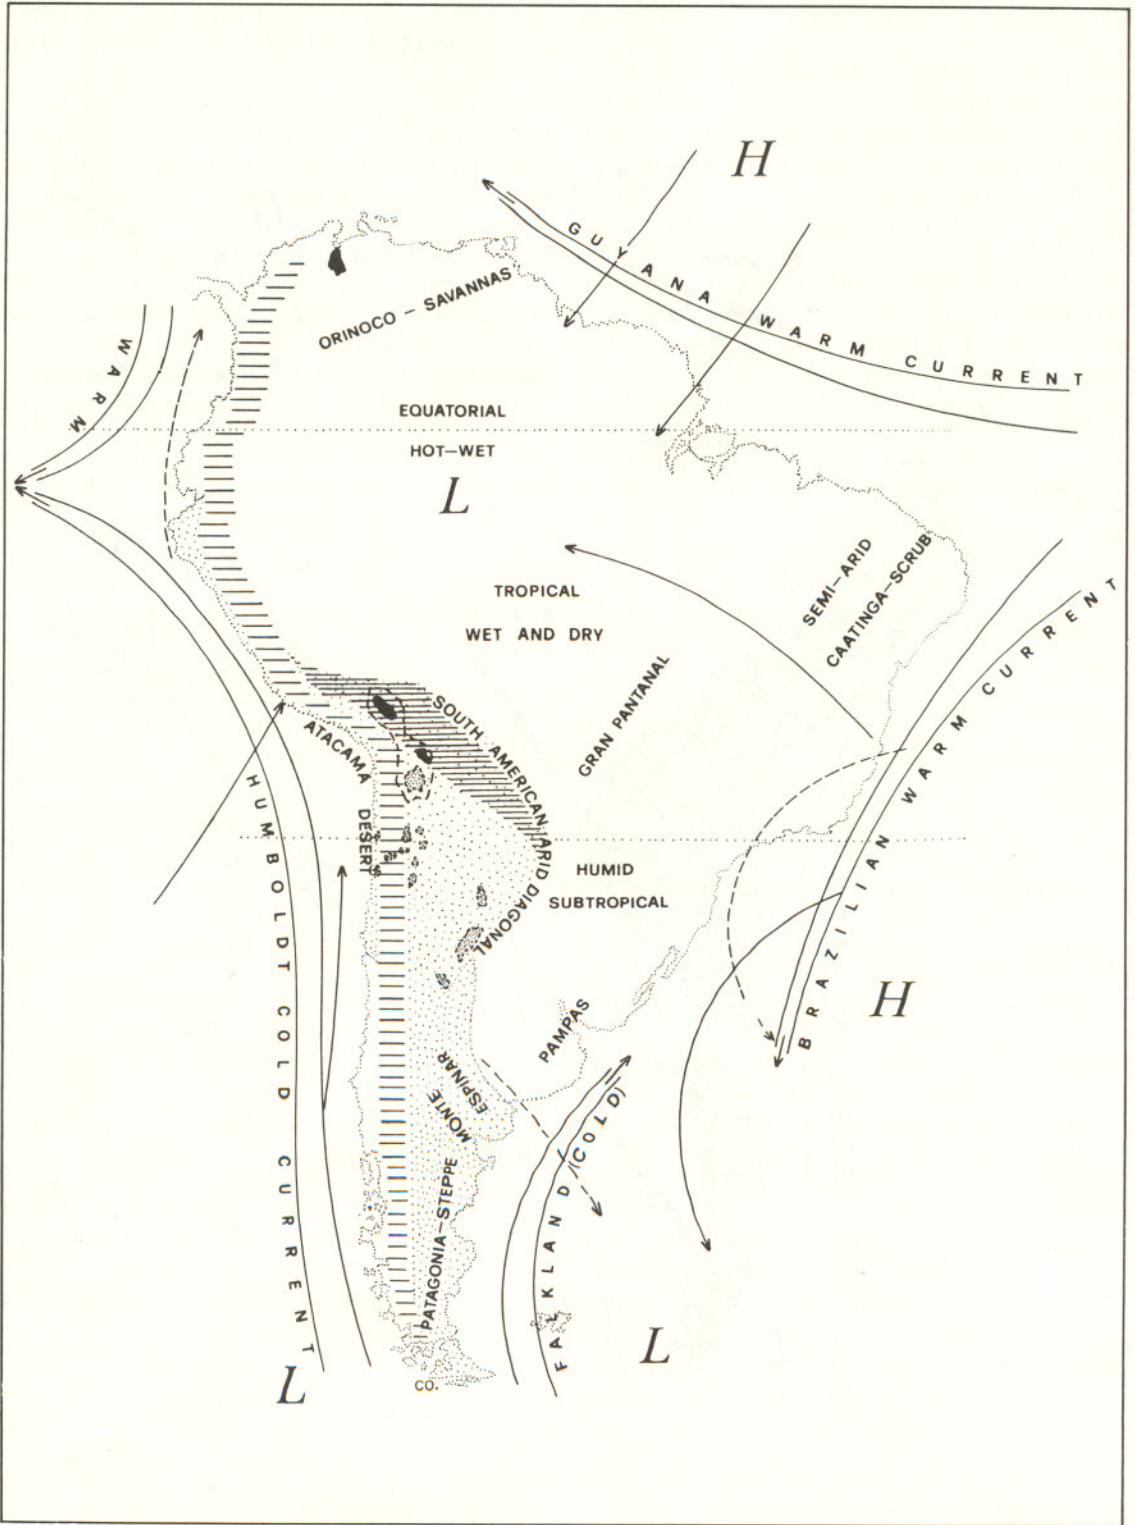 H
GUYANA WARM CURRENT
ORINOCO – SAVANNAS
WARM
EQUATORIAL
HOT–WET
L
SEMI–ARID
CAATINGA–SCRUB
TROPICAL
WET AND DRY
GRAN PANTANAL
SOUTH AMERICAN ARID DIAGONAL
ATACAMA
DESERT
HUMBOLDT COLD CURRENT
BRAZILIAN WARM CURRENT
HUMID
SUBTROPICAL
H
PAMPAS
ESPINAR
MONTE
PATAGONIA–STEPPE
FALKLAND (COLD)
L
L
CO.